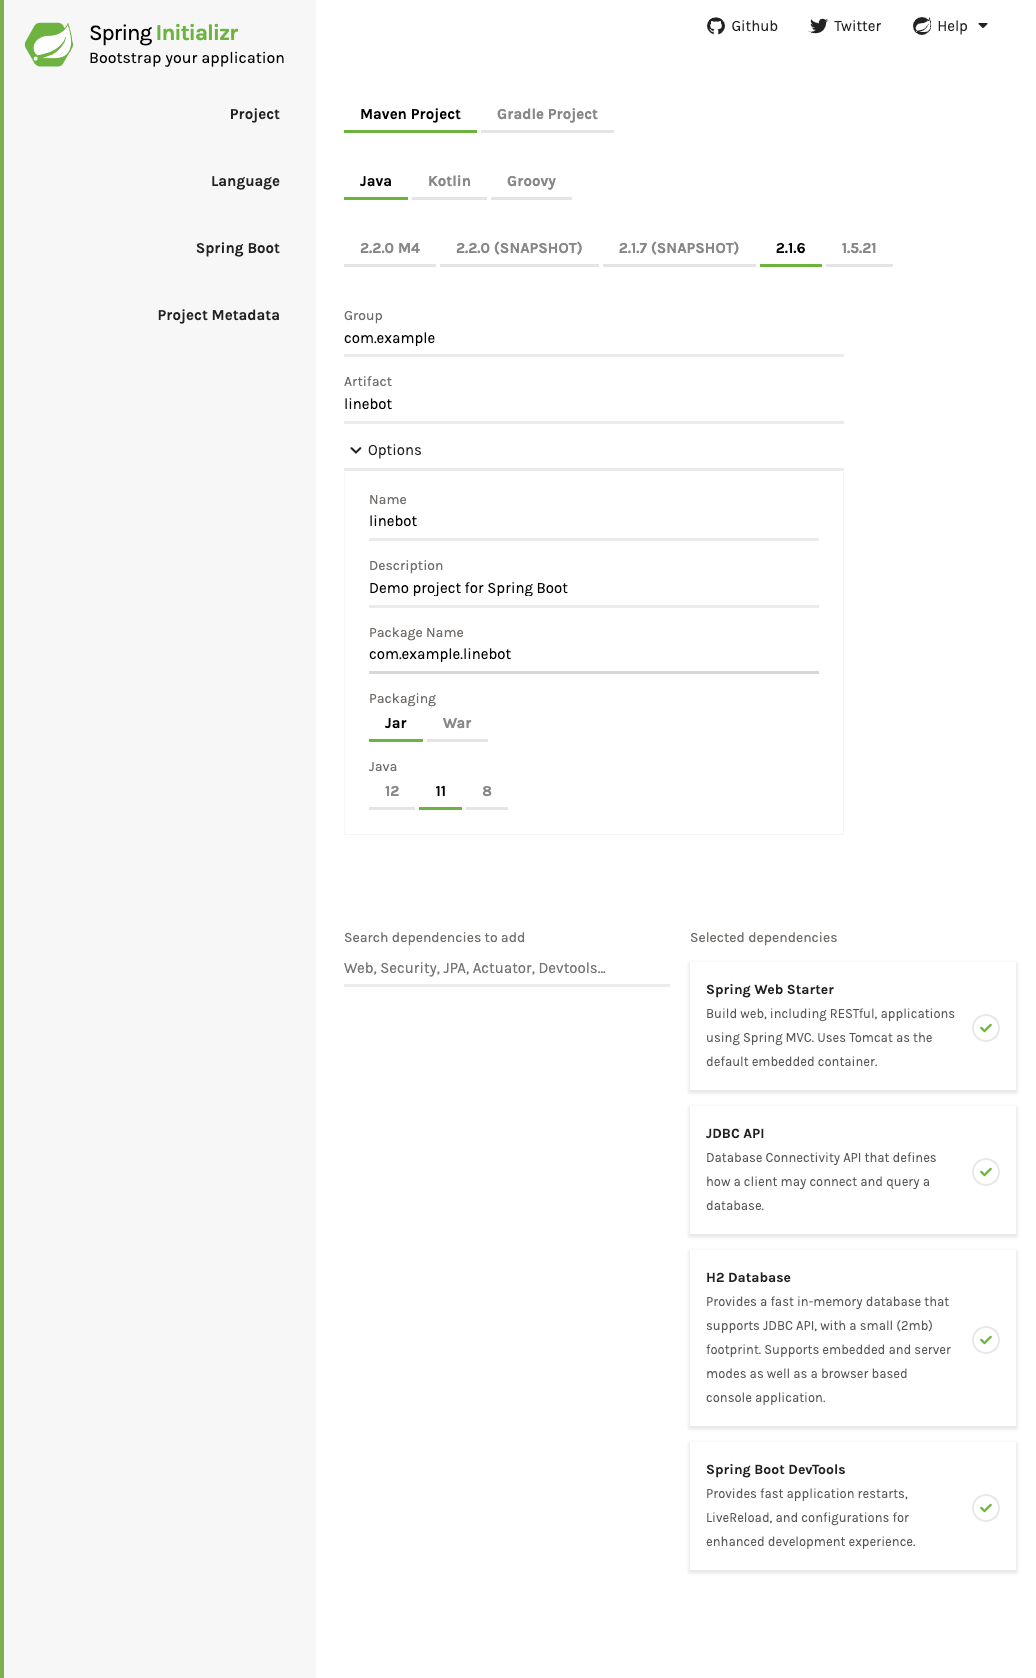 Spring Initializr
Bootstrap your application
Github Twitter Help
Project
Maven Project Gradle Project
Language
Java Kotlin Groovy
Spring Boot
2.2.0 M4 2.2.0 (SNAPSHOT) 2.1.7 (SNAPSHOT) 2.1.6 1.5.21
Project Metadata
Group
com.example
Artifact
linebot
Options
Name
linebot
Description
Demo project for Spring Boot
Package Name
com.example.linebot
Packaging
Jar War
Java
12 11 8
Search dependencies to add
Web, Security, JPA, Actuator, Devtools...
Selected dependencies
Spring Web Starter
Build web, including RESTful, applications
using Spring MVC. Uses Tomcat as the
default embedded container.
JDBC API
Database Connectivity API that defines
how a client may connect and query a
database.
H2 Database
Provides a fast in-memory database that
supports JDBC API, with a small (2mb)
footprint. Supports embedded and server
modes as well as a browser based
console application.
Spring Boot DevTools
Provides fast application restarts,
LiveReload, and configurations for
enhanced development experience.